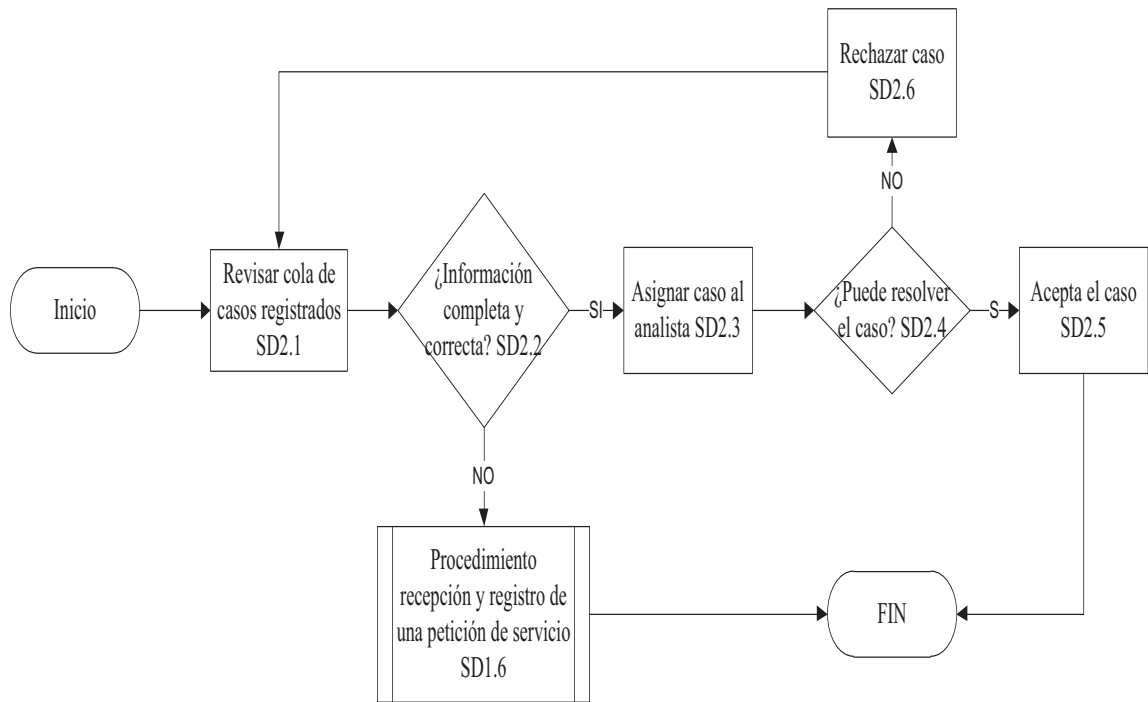 Rechazar caso
SD2.6
NO
Inicio
Revisar cola de
casos registrados
SD2.1
¿Información
completa y
correcta? SD2.2
SI
Asignar caso al
analista SD2.3
¿Puede resolver
el caso? SD2.4
S
Acepta el caso
SD2.5
NO
Procedimiento
recepción y registro de
una petición de servicio
SD1.6
FIN